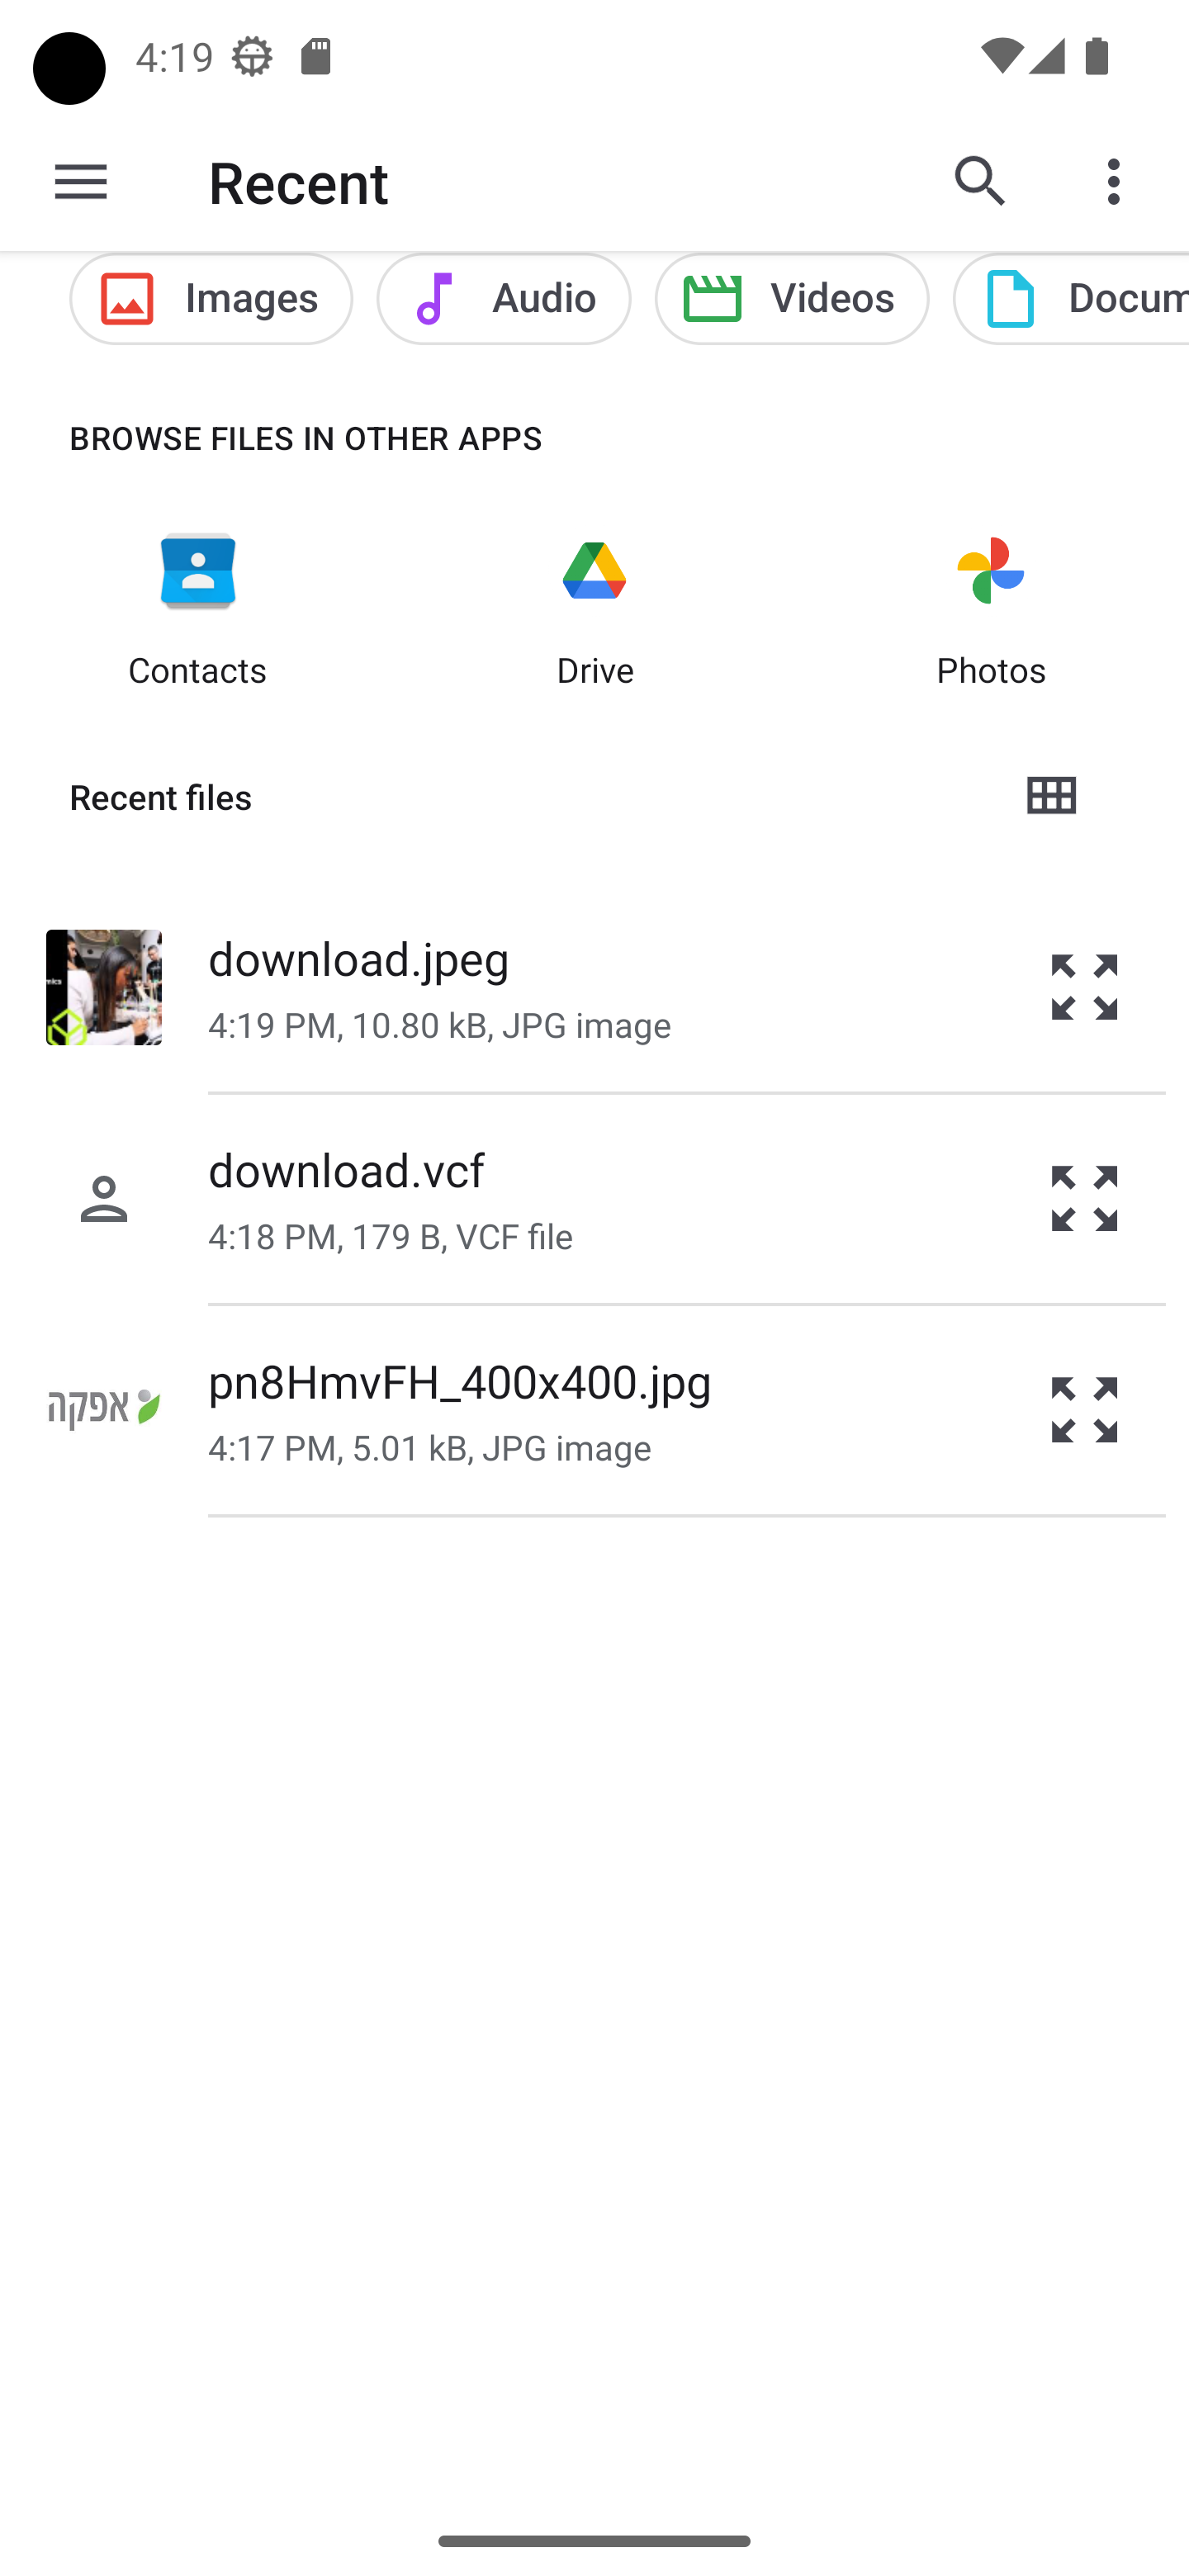 4:19
Recent
Images
Audio
Videos
Docum
BROWSE FILES IN OTHER APPS
Contacts
Drive
Photos
Recent files
download.jpeg
4:19 PM, 10.80 kB, JPG image
download.vcf
4:18 PM, 179 B, VCF file
אפקה
pn8HmvFH_400x400.jpg
4:17 PM, 5.01 kB, JPG image